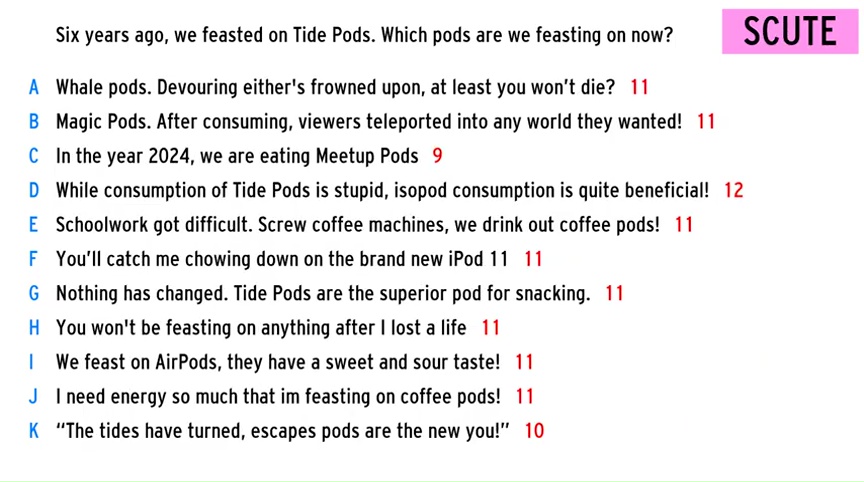 Six years ago, we feasted on Tide Pods. Which pods are we feasting on now?
SCUTE
A Whale pods. Devouring either's frowned upon, at least you won’t die? 11
B Magic Pods. After consuming, viewers teleported into any world they wanted! 11
C In the year 2024, we are eating Meetup Pods 9
D While consumption of Tide Pods is stupid, isopod consumption is quite beneficial! 12
E Schoolwork got difficult. Screw coffee machines, we drink out coffee pods! 11
F You’ll catch me chowing down on the brand new iPod 11 11
G Nothing has changed. Tide Pods are the superior pod for snacking. 11
H You won't be feasting on anything after I lost a life 11
I We feast on AirPods, they have a sweet and sour taste! 11
J I need energy so much that im feasting on coffee pods! 11
K “The tides have turned, escapes pods are the new you!” 10